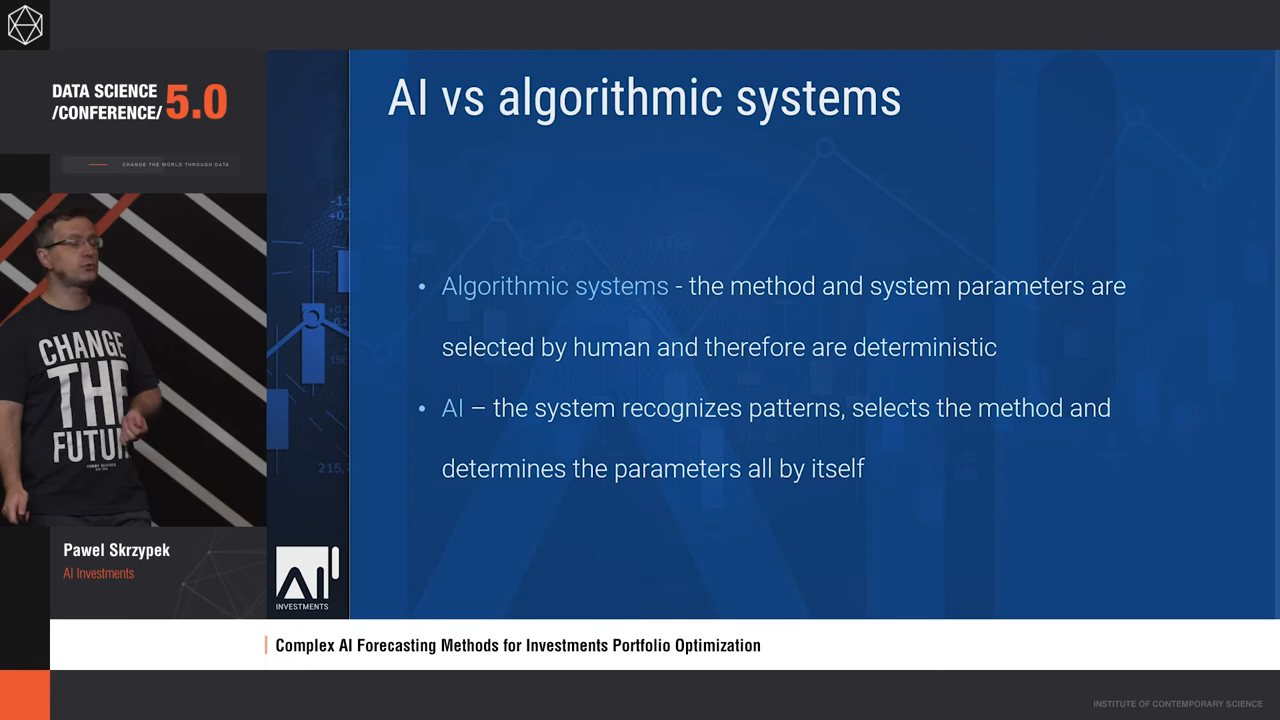 DATA SCIENCE
/CONFERENCE/ 5.0
CHANGE THE WORLD THROUGH DATA
AI vs algorithmic systems
• Algorithmic systems - the method and system parameters are
selected by human and therefore are deterministic
• AI – the system recognizes patterns, selects the method and
determines the parameters all by itself
CHANGE
THE
FUTUR
Pawel Skrzypek
AI Investments
AI
INVESTMENTS
215,
Complex AI Forecasting Methods for Investments Portfolio Optimization
INSTITUTE OF CONTEMPORARY SCIENCE